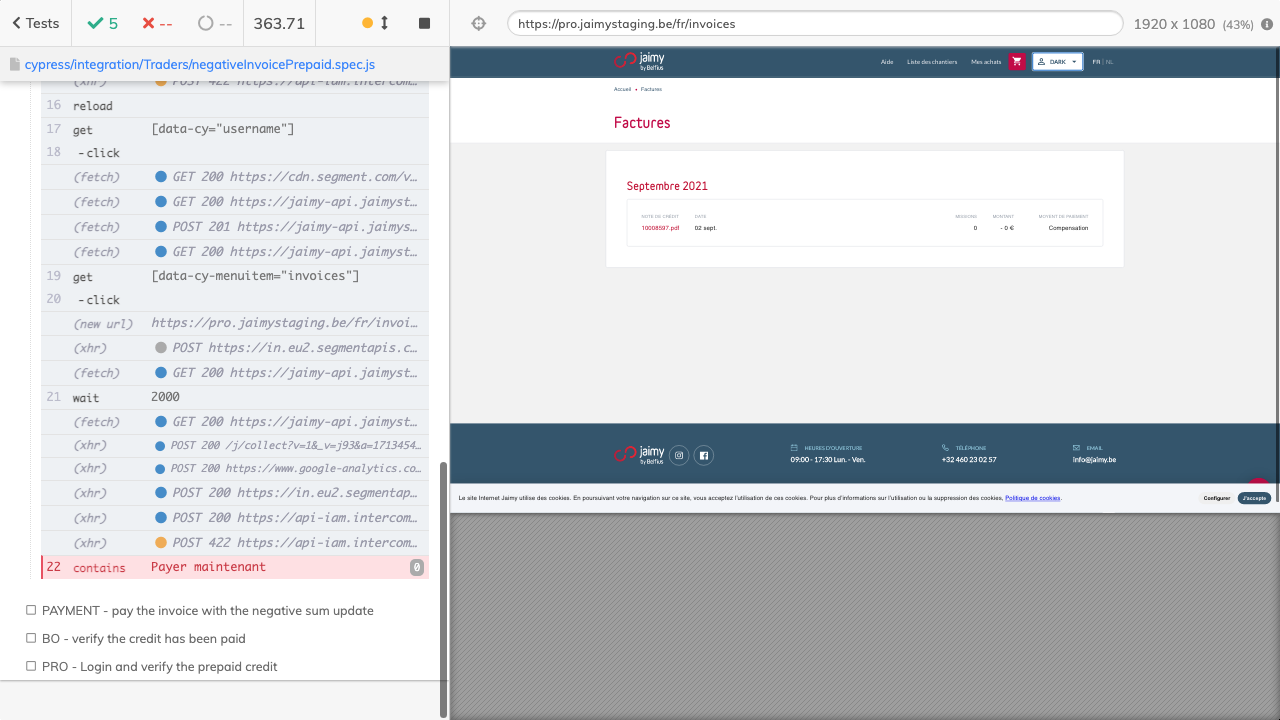 Tests
5
--
--
363.71
https://pro.jaimystaging.be/fr/invoices
1920 x 1080 (43%)
cypress/integration/Traders/negativeInvoicePrepaid.spec.js
16 reload
17 get [data-cy="username"]
18 -click
(fetch) GET 200 https://cdn.segment.com/v…
(fetch) GET 200 https://jaimy-api.jaimyst…
(fetch) POST 200 https://jaimy-api.jaimys…
(fetch) GET 200 https://jaimy-api.jaimyst…
19 get [data-cy-menuitem="invoices"]
20 -click
(new url) https://pro.jaimystaging.be/fr/invoi…
(xhr) POST https://in.eu2.segmentapis.c…
(fetch) GET 200 https://jaimy-api.jaimyst…
21 wait 2000
(fetch) GET 200 https://jaimy-api.jaimyst…
(xhr) POST 200 /j/collect?v=1&_v=j93&a=1713454…
(xhr) POST 200 https://www.google-analytics.co…
(xhr) POST 200 https://in.eu2.segmentap…
(xhr) POST 200 https://api-iam.intercom…
(xhr) POST 422 https://api-iam.intercom…
22 contains Payer maintenant 0
PAYMENT - pay the invoice with the negative sum update
BO - verify the credit has been paid
PRO - Login and verify the prepaid credit
jaimy
by Belfius
Aide
Liste des chantiers
Mes achats
DARK
FR | NL
Accueil • Factures
Factures
Septembre 2021
NOTE DE CRÉDIT DATE MISSIONS MONTANT MOYENT DE PAIEMENT
10008597.pdf 02 sept. 0 - 0 € Compensation
jaimy
by Belfius
HEURES D'OUVERTURE
09:00 - 17:30 Lun. - Ven.
TÉLÉPHONE
+32 460 23 02 57
EMAIL
info@jaimy.be
Le site Internet Jaimy utilise des cookies. En poursuivant votre navigation sur ce site, vous acceptez l'utilisation de ces cookies. Pour plus d'informations sur l'utilisation ou la suppression des cookies, Politique de cookies.
Configurer
J'accepte